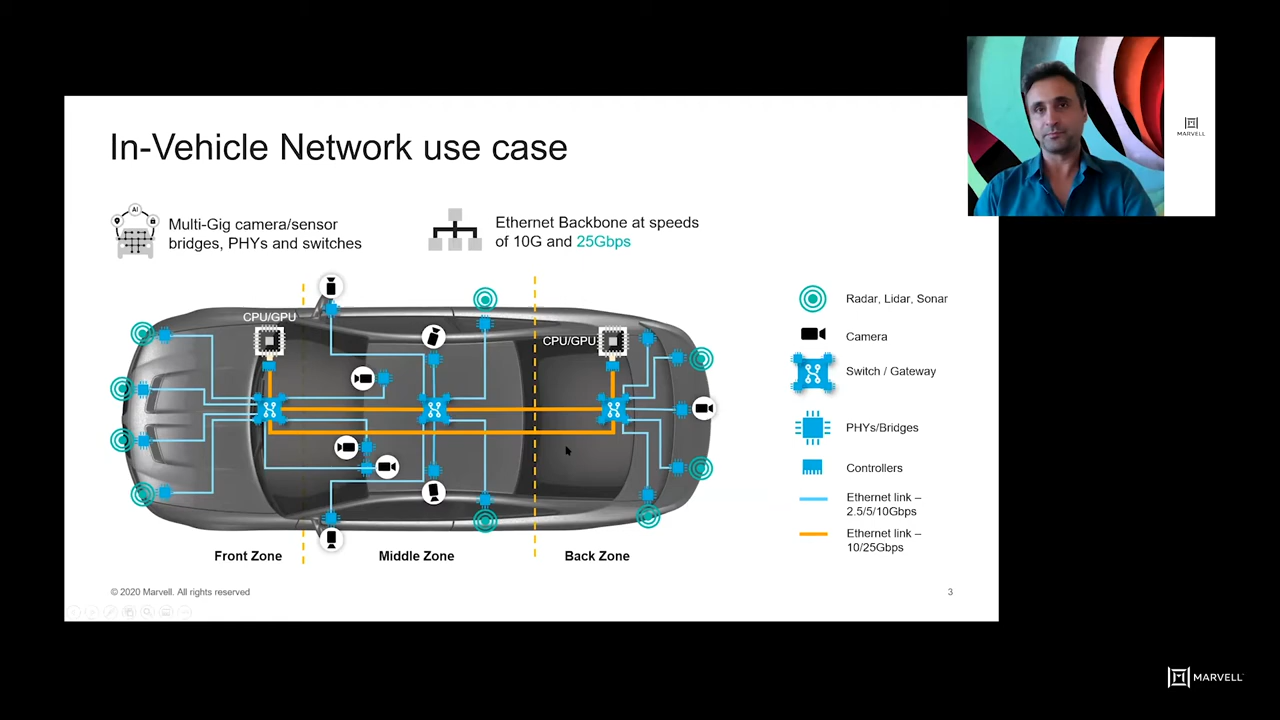 In-Vehicle Network use case
AI
Multi-Gig camera/sensor
bridges, PHYs and switches
Ethernet Backbone at speeds
of 10G and 25Gbps
CPU/GPU
CPU/GPU
Front Zone
Middle Zone
Back Zone
Radar, Lidar, Sonar
Camera
Switch / Gateway
PHYs/Bridges
Controllers
Ethernet link –
2.5/5/10Gbps
Ethernet link –
10/25Gbps
© 2020 Marvell. All rights reserved
3
MARVELL
MARVELL